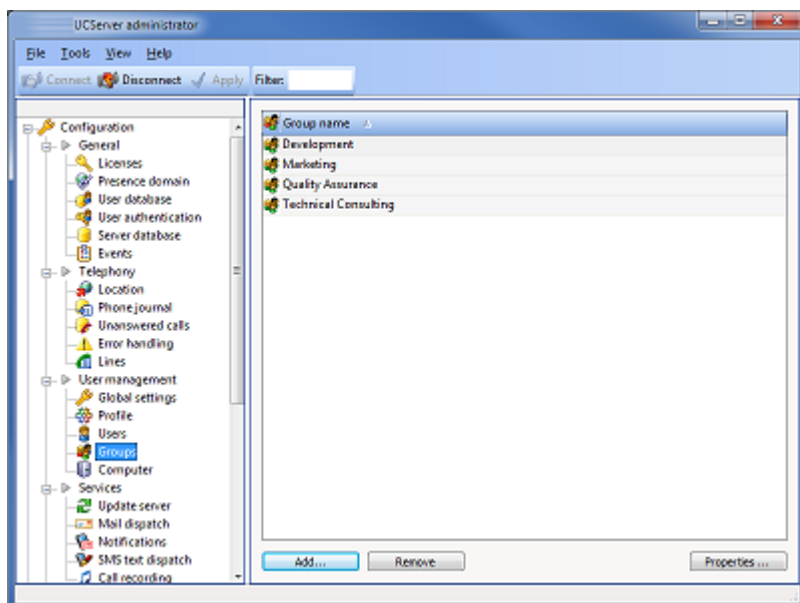 UCServer administrator
File Tools View Help
Connect Disconnect Apply Filter:
Configuration
General
Licenses
Presence domain
User database
User authentication
Server database
Events
Telephony
Location
Phone journal
Unanswered calls
Error handling
Lines
User management
Global settings
Profile
Users
Groups
Computer
Services
Update server
Mail dispatch
Notifications
SMS text dispatch
Call recording
Group name
Development
Marketing
Quality Assurance
Technical Consulting
Add... Remove Properties ...